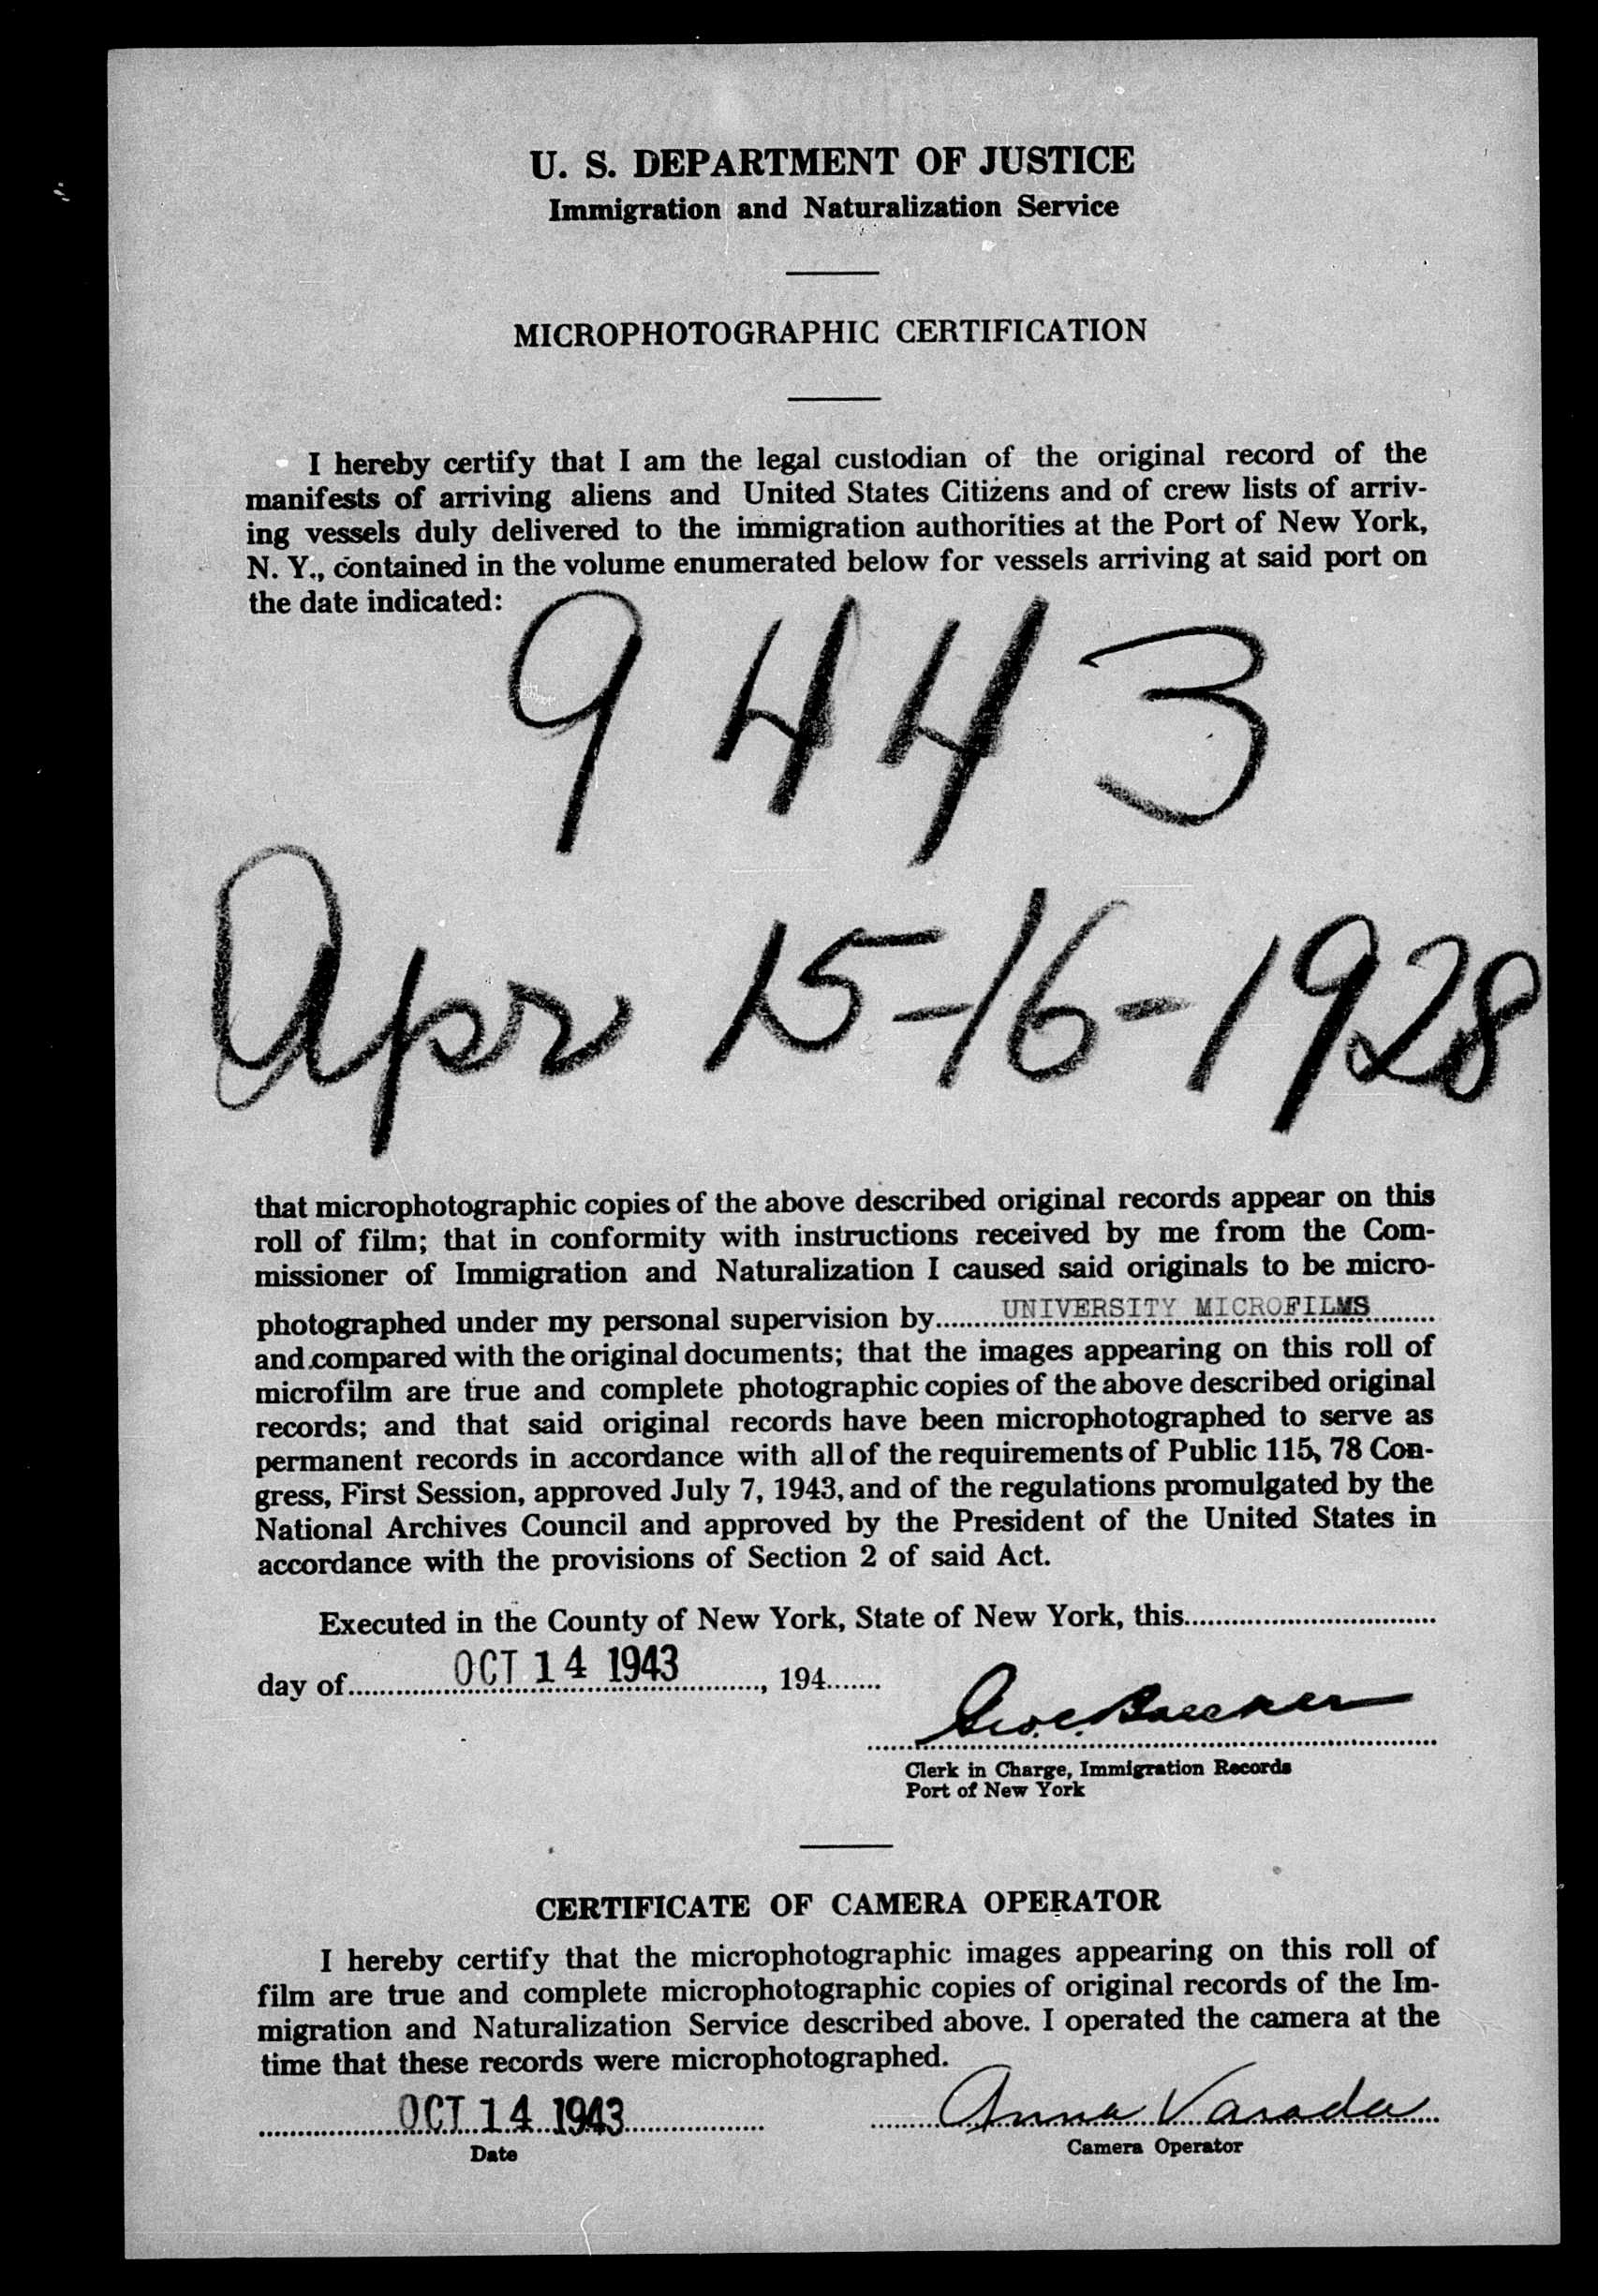 U. S. DEPARTMENT OF JUSTICE
Immigration and Naturalization Service
MICROPHOTOGRAPHIC CERTIFICATION
I hereby certify that I am the legal custodian of the original record of the
manifests of arriving aliens and United States Citizens and of crew lists of arriv-
ing vessels duly delivered to the immigration authorities at the Port of New York,
N. Y., contained in the volume enumerated below for vessels arriving at said port on
the date indicated:
9443
Apr 15-16-1928
that microphotographic copies of the above described original records appear on this
roll of film; that in conformity with instructions received by me from the Com-
missioner of Immigration and Naturalization I caused said originals to be micro-
photographed under my personal supervision by UNIVERSITY MICROFILMS
and compared with the original documents; that the images appearing on this roll of
microfilm are true and complete photographic copies of the above described original
records; and that said original records have been microphotographed to serve as
permanent records in accordance with all of the requirements of Public 115, 78 Con-
gress, First Session, approved July 7, 1943, and of the regulations promulgated by the
National Archives Council and approved by the President of the United States in
accordance with the provisions of Section 2 of said Act.
Executed in the County of New York, State of New York, this
day of OCT 14 1943, 194
Clerk in Charge, Immigration Records
Port of New York
CERTIFICATE OF CAMERA OPERATOR
I hereby certify that the microphotographic images appearing on this roll of
film are true and complete microphotographic copies of original records of the Im-
migration and Naturalization Service described above. I operated the camera at the
time that these records were microphotographed.
OCT 14 1943 Anna Varada
Date Camera Operator